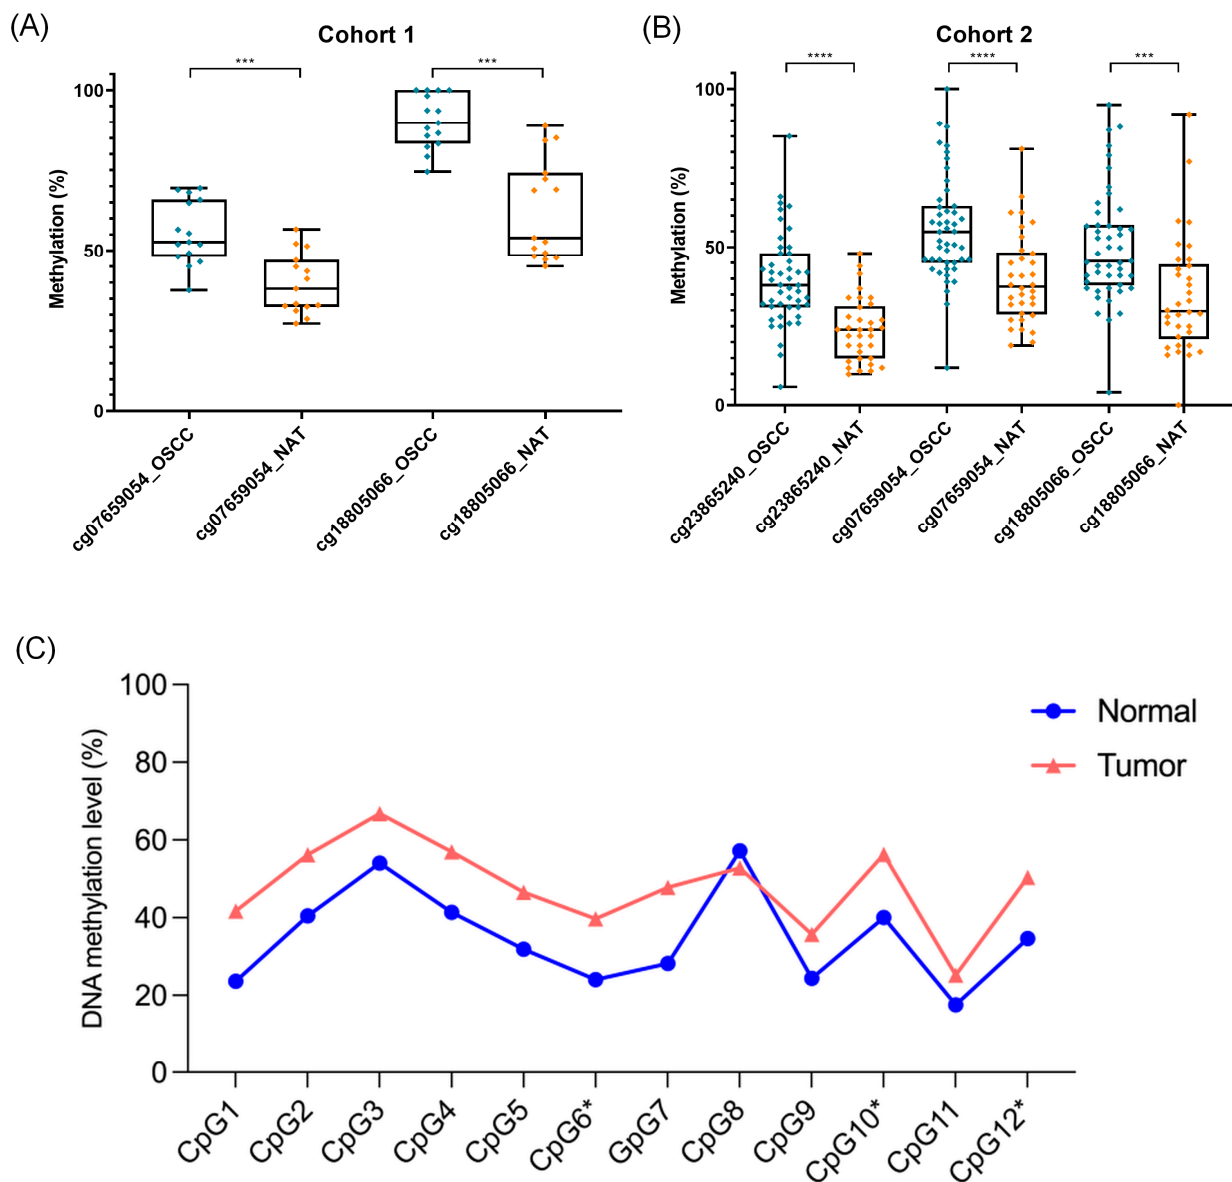 (A)
Cohort 1
***
***
Methylation (%)
100
50
0
cg07659054_OSCC
cg07659054_NAT
cg18805066_OSCC
cg18805066_NAT
(B)
Cohort 2
****
****
***
Methylation (%)
100
50
0
cg23865240_OSCC
cg23865240_NAT
cg07659054_OSCC
cg07659054_NAT
cg18805066_OSCC
cg18805066_NAT
(C)
DNA methylation level (%)
100
80
60
40
20
0
Normal
Tumor
CpG1
CpG2
CpG3
CpG4
CpG5
CpG6*
GpG7
CpG8
CpG9
CpG10*
CpG11
CpG12*